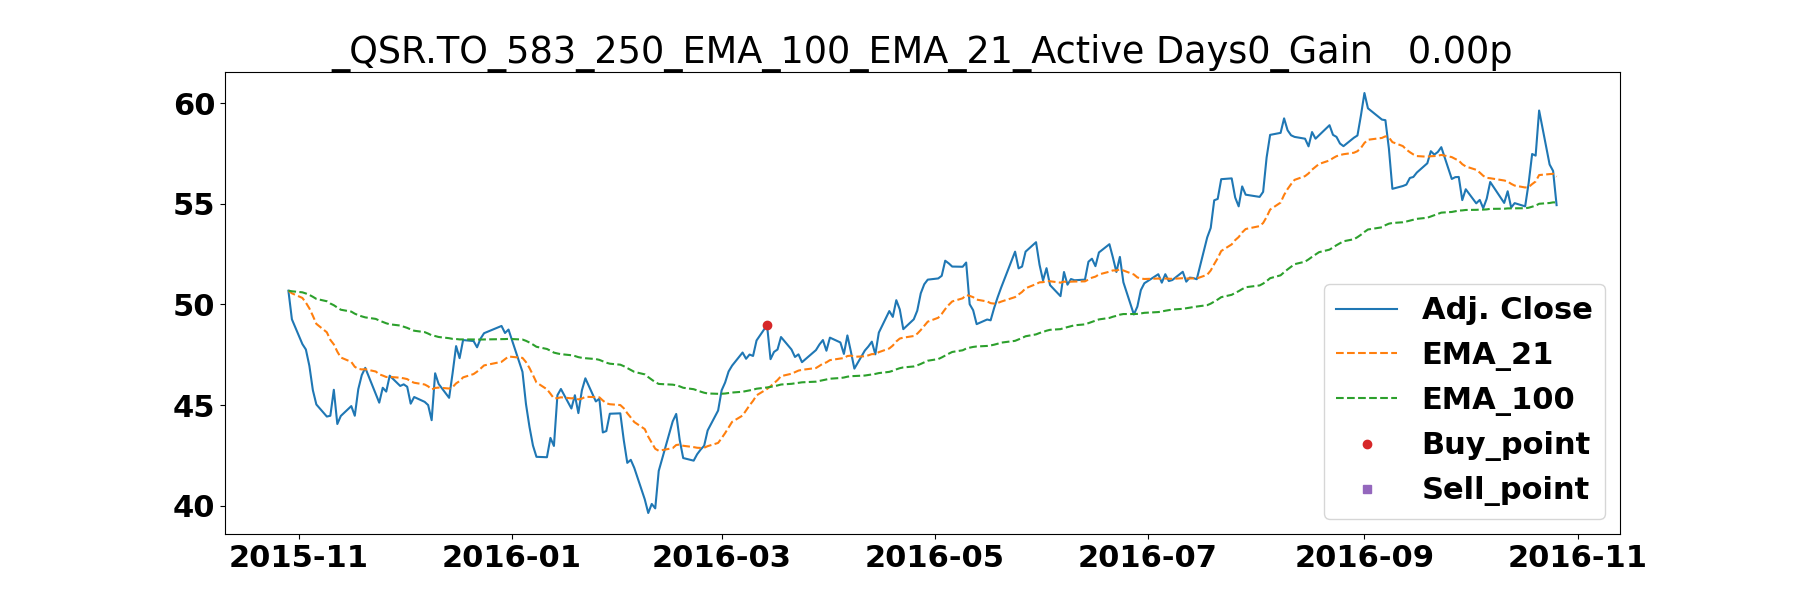 _QSR.TO_583_250_EMA_100_EMA_21_Active Days0_Gain   0.00p
60
55
50
45
40
Adj. Close
EMA_21
EMA_100
Buy_point
Sell_point
2015-11
2016-01
2016-03
2016-05
2016-07
2016-09
2016-11